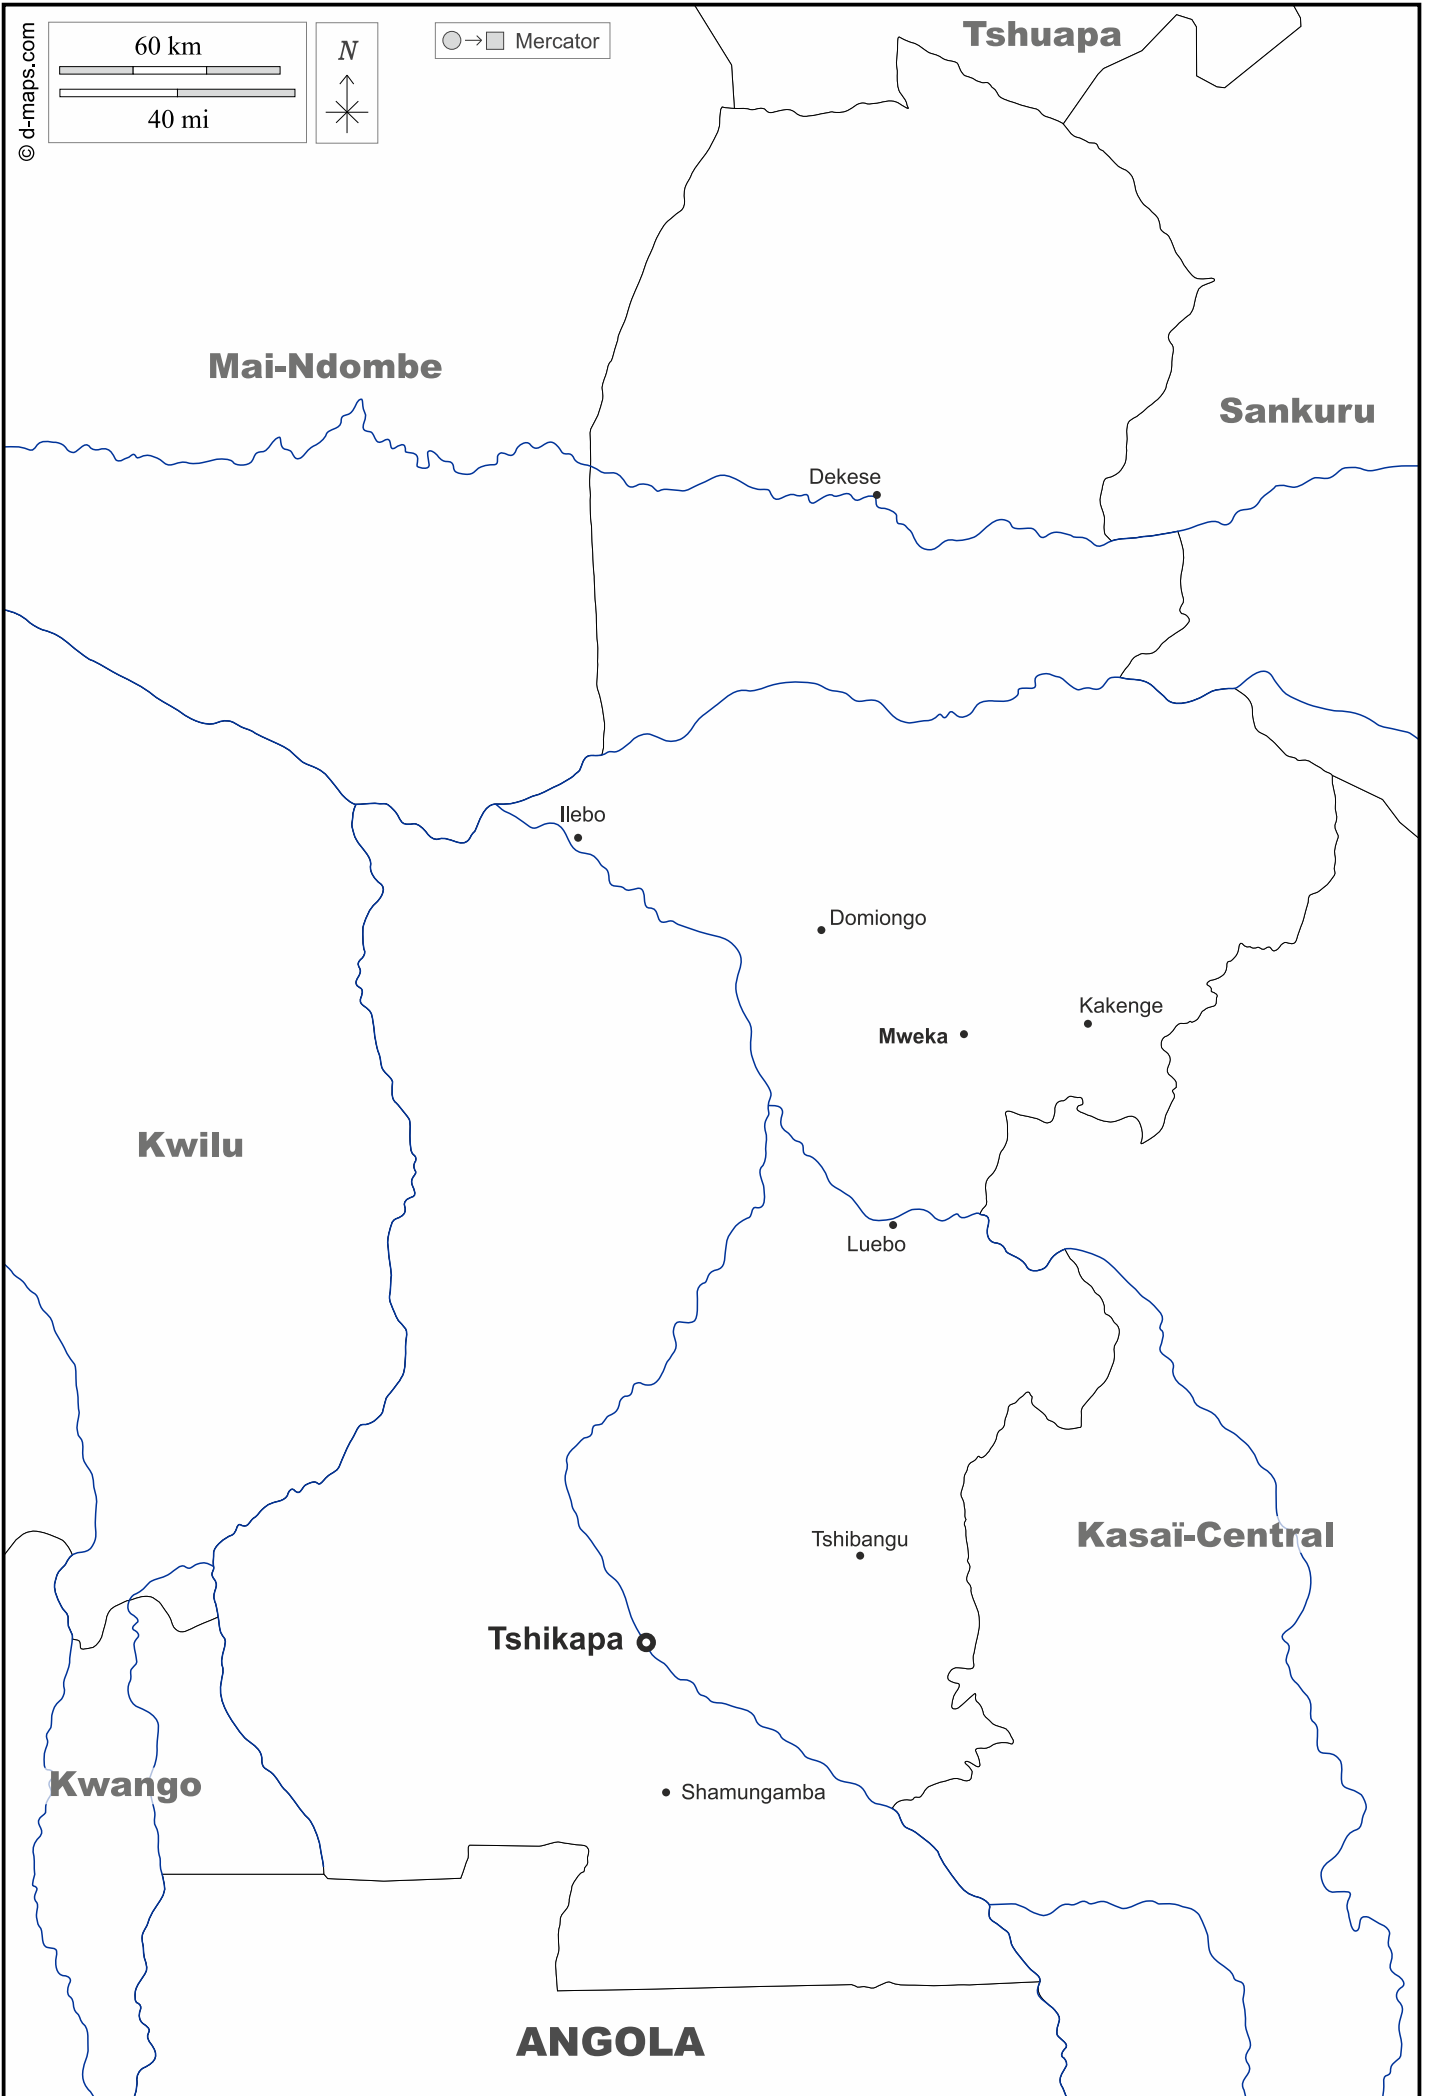 © d-maps.com
60 km
40 mi
N
Mercator
Tshuapa
Mai-Ndombe
Sankuru
Dekese
Ilebo
Domiongo
Kakenge
Mweka
Kwilu
Luebo
Kasaï-Central
Tshibangu
Tshikapa
Kwango
Shamungamba
ANGOLA